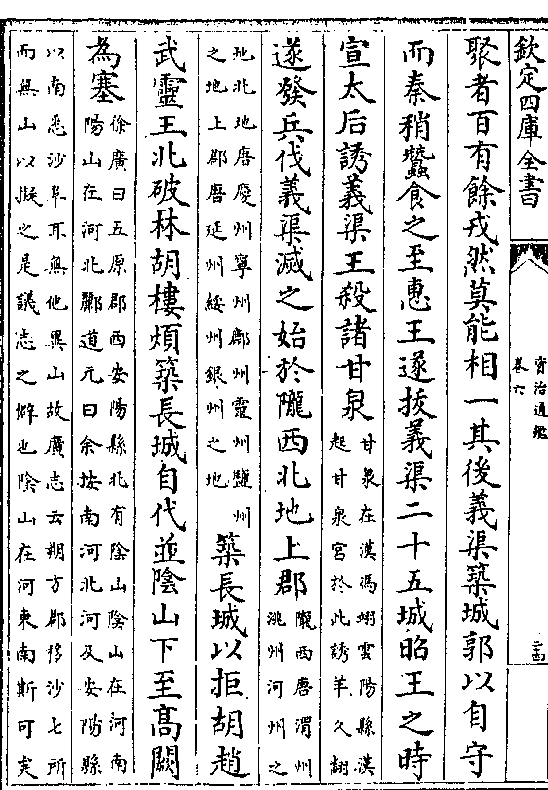 欽定四庫全書
資治通鑑
卷六
聚者百有餘戎然莫能相一其後義渠築城郭以自守
而秦稍蠶食之至惠王遂拔義渠二十五城昭王之時
宣太后誘義渠王殺諸甘泉
甘泉在漢馮翊雲陽縣漢
起甘泉宮於此誘羊久翻
遂發兵伐義渠滅之始於隴西北地上郡
隴西唐渭州
洮州河州之
地北地唐慶州寧州鄜州靈州鹽州
之地上郡唐延州綏州銀州之地
築長城以拒胡趙
武靈王北破林胡樓煩築長城自代並陰山下至高闕
為塞
徐廣曰五原郡西安陽縣北有陰山陰山在河南
陽山在河北酈道元曰余按南河北河及安陽縣
以南悉沙阜耳無他異山故廣志云朔方郡移沙七所
而無山以擬之是議志之僻也陰山在河東南斯可矣